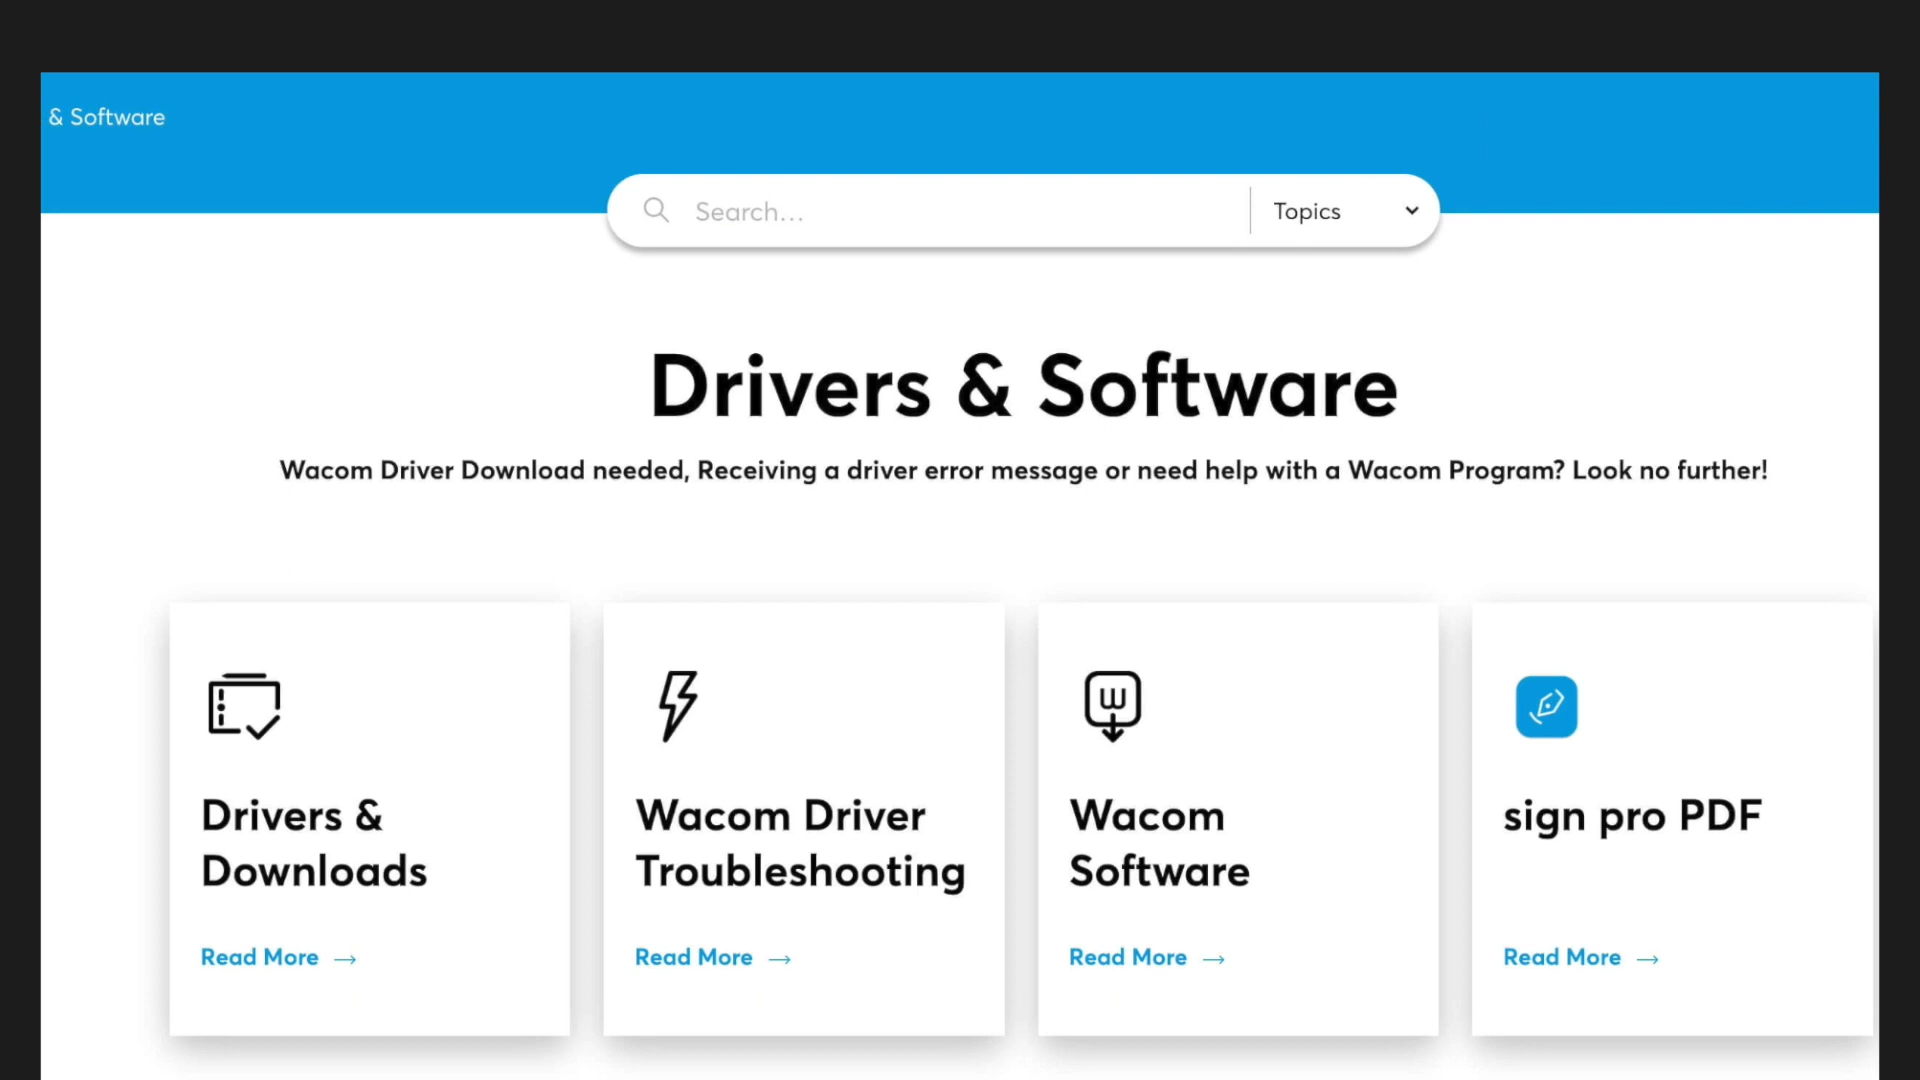 & Software
Search...
Topics
Drivers & Software
Wacom Driver Download needed, Receiving a driver error message or need help with a Wacom Program? Look no further!
Drivers &
Downloads
Read More
Wacom Driver
Troubleshooting
Read More
Wacom
Software
Read More
sign pro PDF
Read More